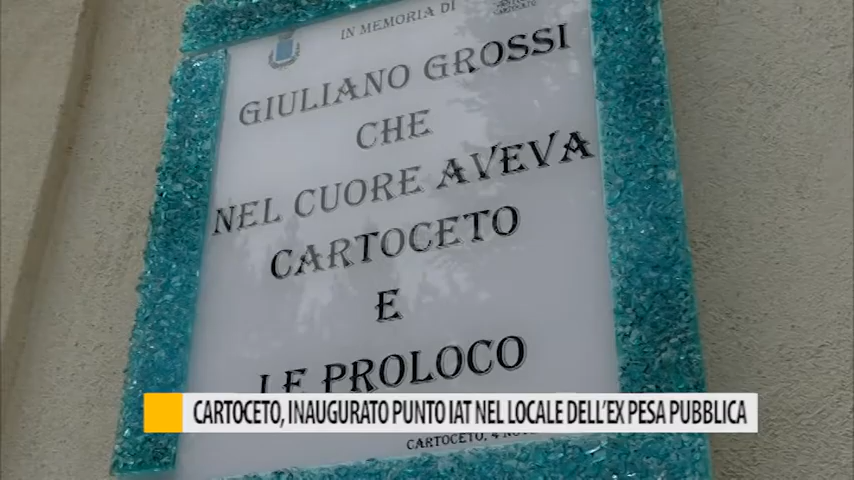 IN MEMORIA DI
CARTOCETO
GIULIANO GROSSI
CHE
NEL CUORE AVEVA
CARTOCETO
E
LE PROLOCO
CARTOCETO, INAUGURATO PUNTO IAT NEL LOCALE DELL'EX PESA PUBBLICA
CARTOCETO, 4